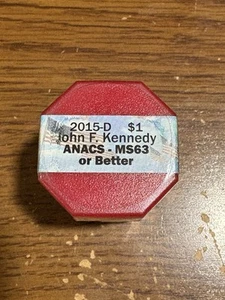 2015-D $1
John F. Kennedy
ANACS - MS63
or Better